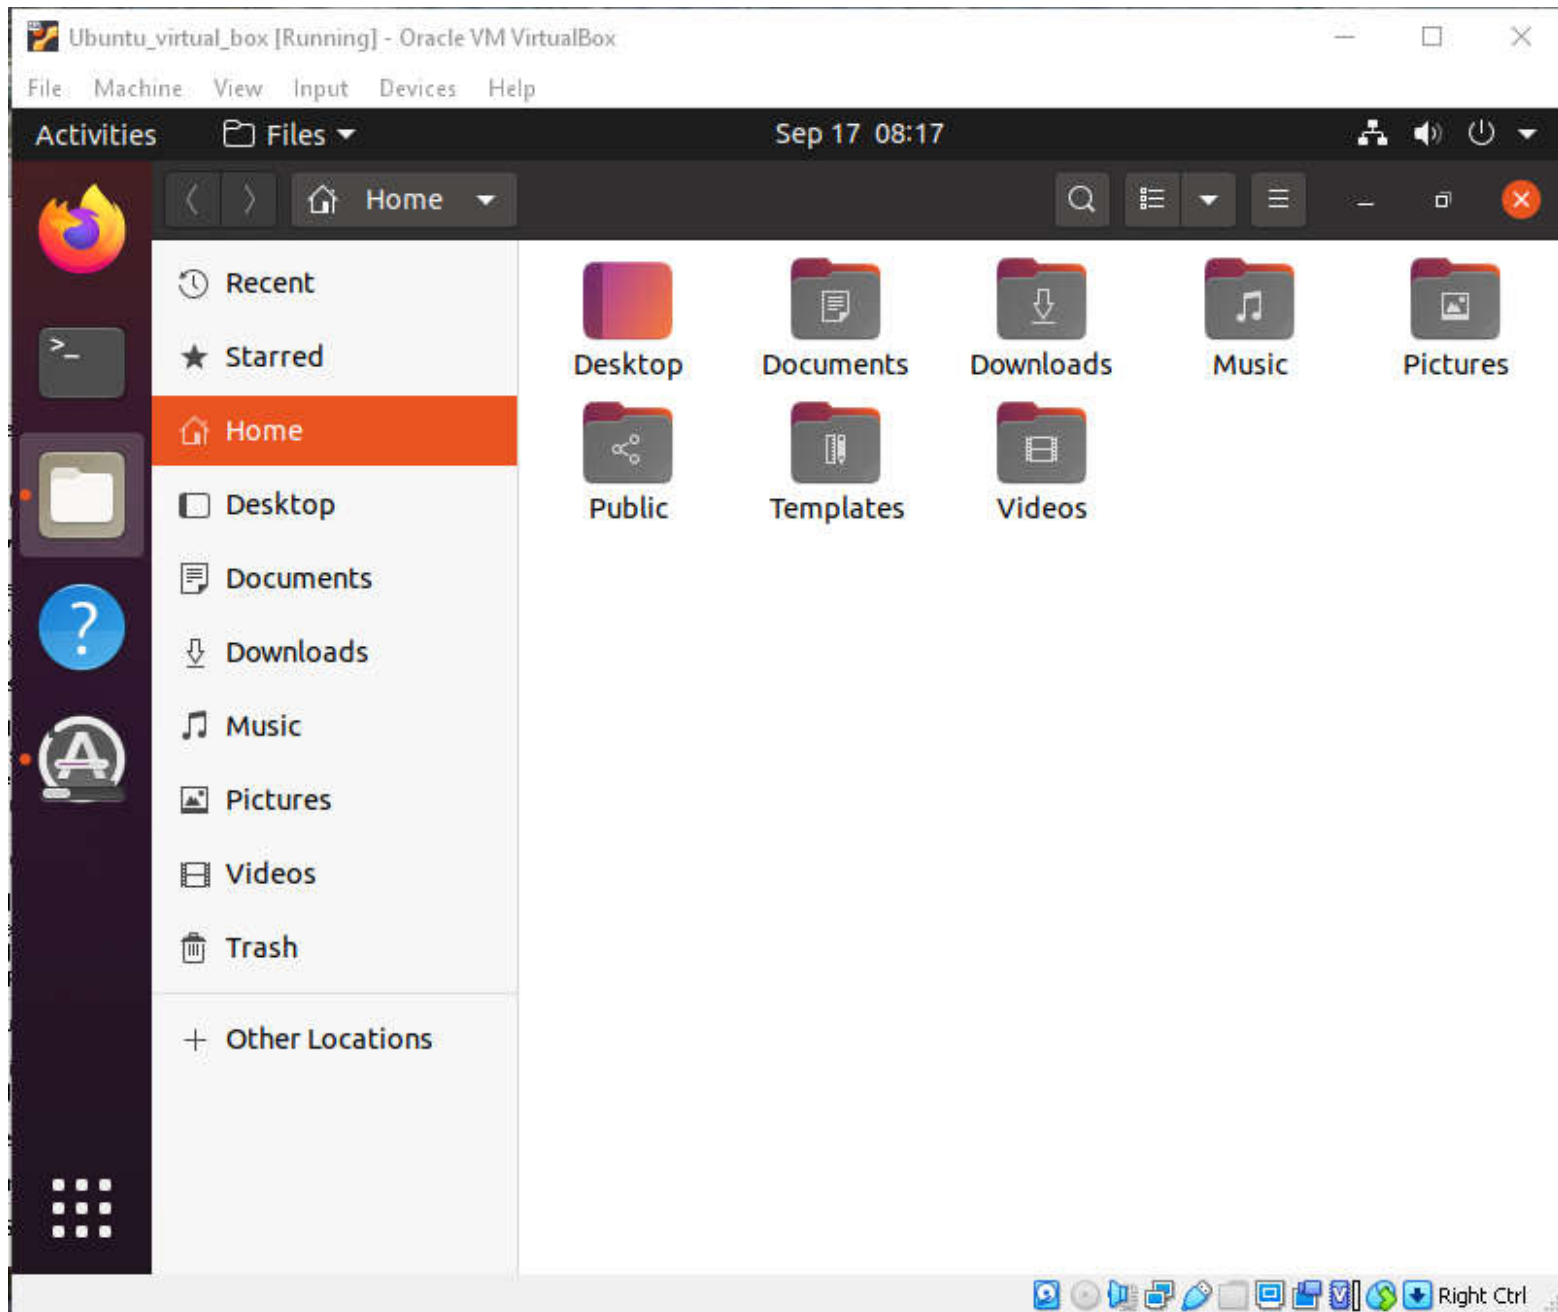 Ubuntu_virtual_box [Running] - Oracle VM VirtualBox
File Machine View Input Devices Help
Activities Files Sep 17 08:17
Home
Recent
Starred
Home
Desktop
Documents
Downloads
Music
Pictures
Videos
Trash
Other Locations
Desktop Documents Downloads Music Pictures
Public Templates Videos
Right Ctrl